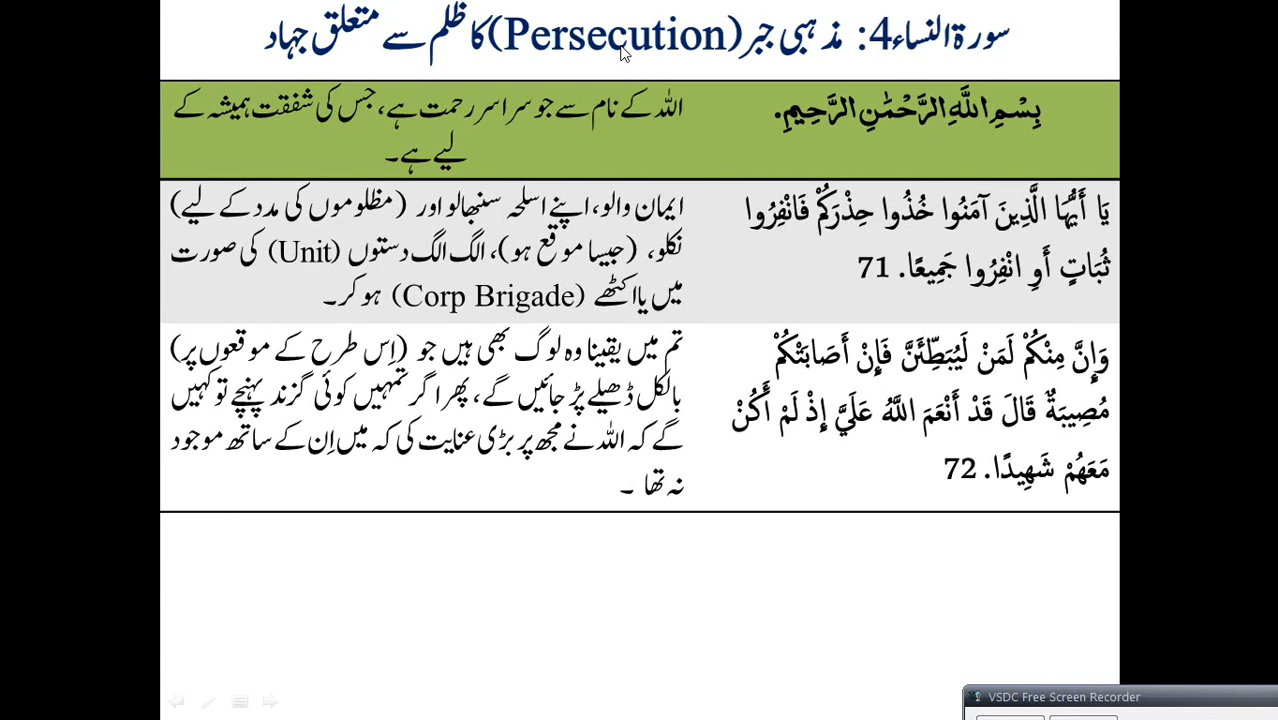 سورۃ النساء4: مذہبی جبر(Persecution)کا ظلم سے متعلق جہاد
بِسْمِ اللَّهِ الرَّحْمَٰنِ الرَّحِيمِ.
اللہ کے نام سے جو سراسر رحمت ہے، جس کی شفقت ہمیشہ کے
لیے ہے۔
يَا أَيُّهَا الَّذِينَ آمَنُوا خُذُوا حِذْرَكُمْ فَانْفِرُوا
ثُبَاتٍ أَوِ انْفِرُوا جَمِيعًا. 71
ایمان والو، اپنے اسلحہ سنبھالو اور (مظلوموں کی مدد کے لیے)
نکلو، (جیسا موقع ہو)، الگ الگ دستوں (Unit) کی صورت
میں یا اکٹھے (Corp Brigade) ہو کر۔
وَإِنَّ مِنْكُمْ لَمَنْ لَيُبَطِّئَنَّ فَإِنْ أَصَابَتْكُمْ
مُصِيبَةٌ قَالَ قَدْ أَنْعَمَ اللَّهُ عَلَيَّ إِذْ لَمْ أَكُنْ
مَعَهُمْ شَهِيدًا. 72
تم میں یقینا وہ لوگ بھی ہیں جو (اِس طرح کے موقعوں پر)
بالکل ڈھیلے پڑ جائیں گے، پھر اگر تمہیں کوئی گزند پہنچے تو کہیں
گے کہ اللہ نے مجھ پر بڑی عنایت کی کہ میں اِن کے ساتھ موجود
نہ تھا ۔
VSDC Free Screen Recorder